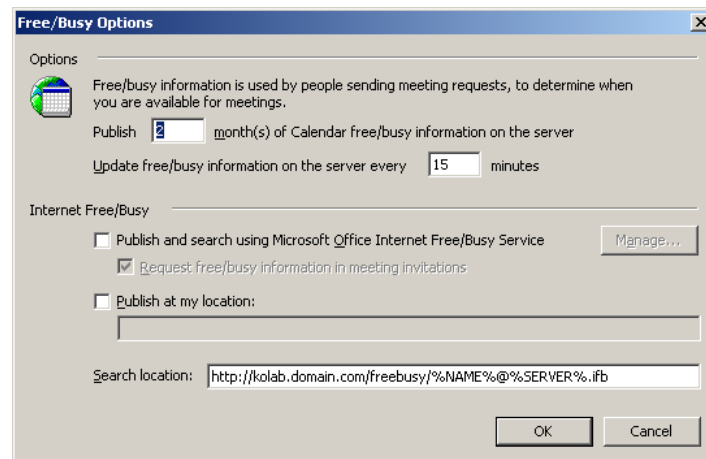 Free/Busy Options
Options
Free/busy information is used by people sending meeting requests, to determine when
you are available for meetings.
Publish 2 month(s) of Calendar free/busy information on the server
Update free/busy information on the server every 15 minutes
Internet Free/Busy
Publish and search using Microsoft Office Internet Free/Busy Service Manage...
Request free/busy information in meeting invitations
Publish at my location:
Search location: http://kolab.domain.com/freebusy/%NAME%@%SERVER%.ifb
OK Cancel